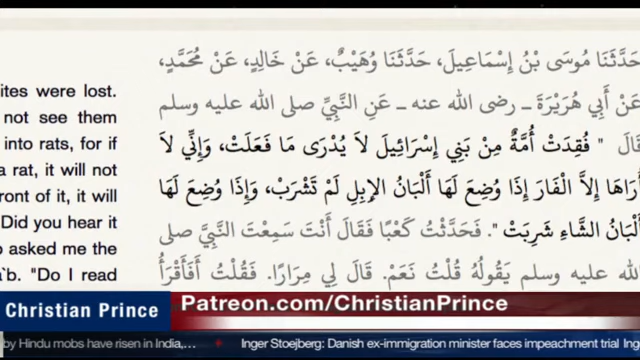 حَدَّثَنَا مُوسَى بْنُ إِسْمَاعِيلَ، حَدَّثَنَا وُهَيْبٌ، عَنْ خَالِدٍ، عَنْ مُحَمَّدٍ،
عَنْ أَبِي هُرَيْرَةَ ـ رضى الله عنه ـ عَنِ النَّبِيِّ صلى الله عليه وسلم
قَالَ " فُقِدَتْ أُمَّةٌ مِنْ بَنِي إِسْرَائِيلَ لاَ يُدْرَى مَا فَعَلَتْ، وَإِنِّي لاَ
أُرَاهَا إِلاَّ الْفَارَ إِذَا وُضِعَ لَهَا أَلْبَانُ الإِبِلِ لَمْ تَشْرَبْ، وَإِذَا وُضِعَ لَهَا
أَلْبَانُ الشَّاءِ شَرِبَتْ ". فَحَدَّثْتُ كَعْبًا فَقَالَ أَنْتَ سَمِعْتَ النَّبِيَّ صلى
الله عليه وسلم يَقُولُهُ قُلْتُ نَعَمْ. قَالَ لِي مِرَارًا. فَقُلْتُ أَفَأَقْرَأُ
ites were lost.
not see them
into rats, for if
a rat, it will not
ront of it, it will
Did you hear it
asked me the
a`b. "Do I read
Christian Prince
Patreon.com/ChristianPrince
by Hindu mobs have risen in India,...
Inger Stoejberg: Danish ex-immigration minister faces impeachment trial Ing